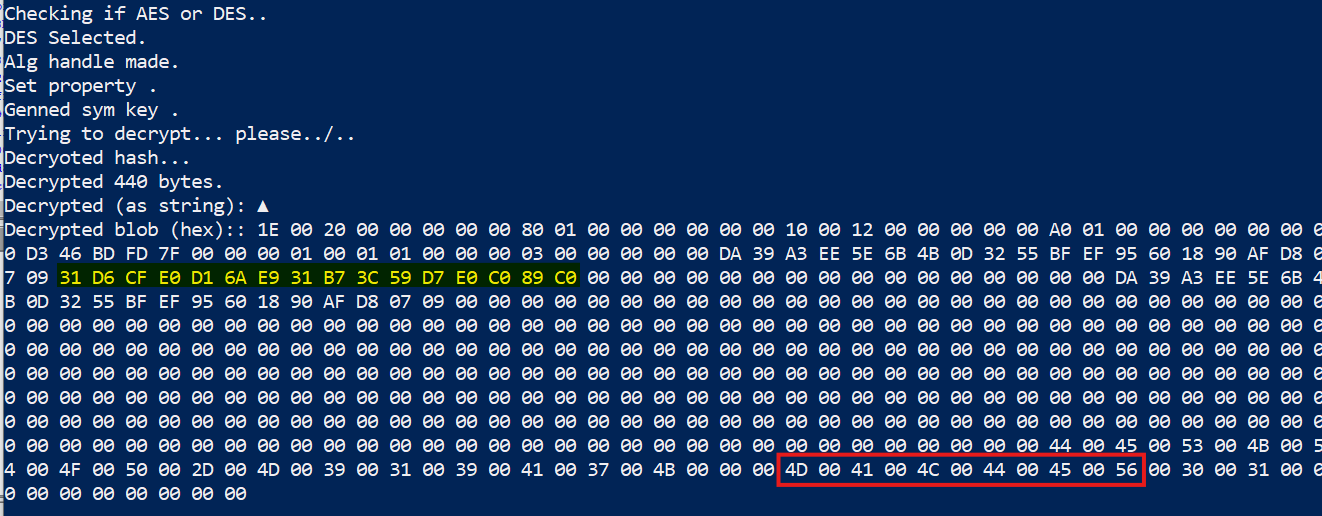 Checking if AES or DES..
DES Selected.
Alg handle made.
Set property .
Genned sym key .
Trying to decrypt... please../..
Decryoted hash...
Decrypted 440 bytes.
Decrypted (as string): ▲
Decrypted blob (hex):: 1E 00 20 00 00 00 00 00 80 01 00 00 00 00 00 00 10 00 12 00 00 00 00 00 A0 01 00 00 00 00 00 00 0
0 D3 46 BD FD 7F 00 00 00 01 00 01 01 00 00 00 03 00 00 00 00 00 DA 39 A3 EE 5E 6B 4B 0D 32 55 BF EF 95 60 18 90 AF D8 0
7 09 31 D6 CF E0 D1 6A E9 31 B7 3C 59 D7 E0 C0 89 C0 00 00 00 00 00 00 00 00 00 00 00 00 00 00 00 00 DA 39 A3 EE 5E 6B 4
B 0D 32 55 BF EF 95 60 18 90 AF D8 07 09 00 00 00 00 00 00 00 00 00 00 00 00 00 00 00 00 00 00 00 00 00 00 00 00 00 00 0
0 00 00 00 00 00 00 00 00 00 00 00 00 00 00 00 00 00 00 00 00 00 00 00 00 00 00 00 00 00 00 00 00 00 00 00 00 00 00 00 0
0 00 00 00 00 00 00 00 00 00 00 00 00 00 00 00 00 00 00 00 00 00 00 00 00 00 00 00 00 00 00 00 00 00 00 00 00 00 00 00 0
0 00 00 00 00 00 00 00 00 00 00 00 00 00 00 00 00 00 00 00 00 00 00 00 00 00 00 00 00 00 00 00 00 00 00 00 00 00 00 00 0
0 00 00 00 00 00 00 00 00 00 00 00 00 00 00 00 00 00 00 00 00 00 00 00 00 00 00 00 00 00 00 00 00 00 00 00 00 00 00 00 0
0 00 00 00 00 00 00 00 00 00 00 00 00 00 00 00 00 00 00 00 00 00 00 00 00 00 00 00 00 00 00 00 00 00 00 00 00 00 00 00 0
0 00 00 00 00 00 00 00 00 00 00 00 00 00 00 00 00 00 00 00 00 00 00 00 00 00 00 00 00 00 00 00 44 00 45 00 53 00 4B 00 5
4 00 4F 00 50 00 2D 00 4D 00 39 00 31 00 39 00 41 00 37 00 4B 00 00 00 4D 00 41 00 4C 00 44 00 45 00 56 00 30 00 31 00 0
0 00 00 00 00 00 00 00